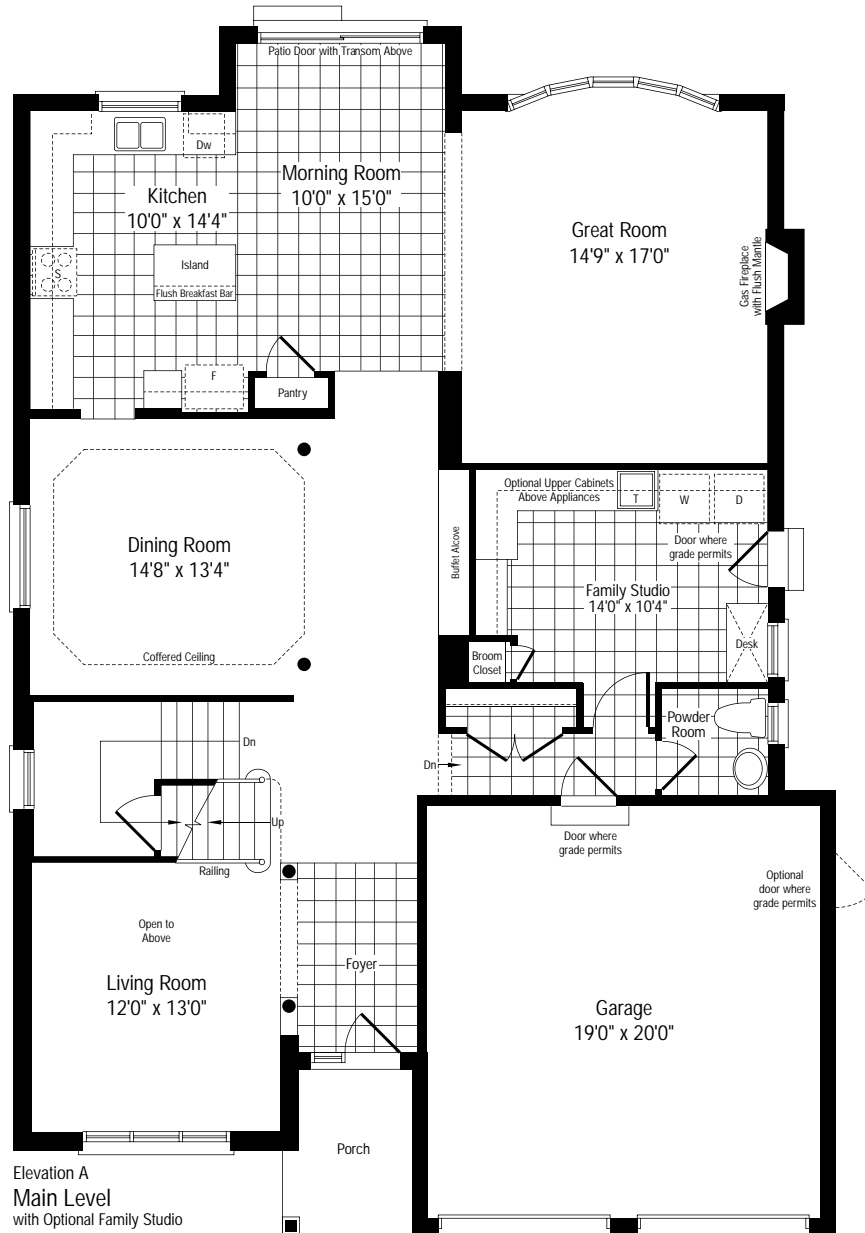 Patio Door with Transom Above
Dw
Morning Room
10'0" x 15'0"
Kitchen
10'0" x 14'4"
Great Room
14'9" x 17'0"
Gas Fireplace
with Flush Mantle
S
Island
Flush Breakfast Bar
F
Pantry
Optional Upper Cabinets
Above Appliances
T
W
D
Buffet Alcove
Dining Room
14'8" x 13'4"
Door where
grade permits
Family Studio
14'0" x 10'4"
Coffered Ceiling
Broom
Closet
Desk
Powder
Room
Dn
Dn
Up
Railing
Door where
grade permits
Optional
door where
grade permits
Open to
Above
Foyer
Living Room
12'0" x 13'0"
Garage
19'0" x 20'0"
Porch
Elevation A
Main Level
with Optional Family Studio